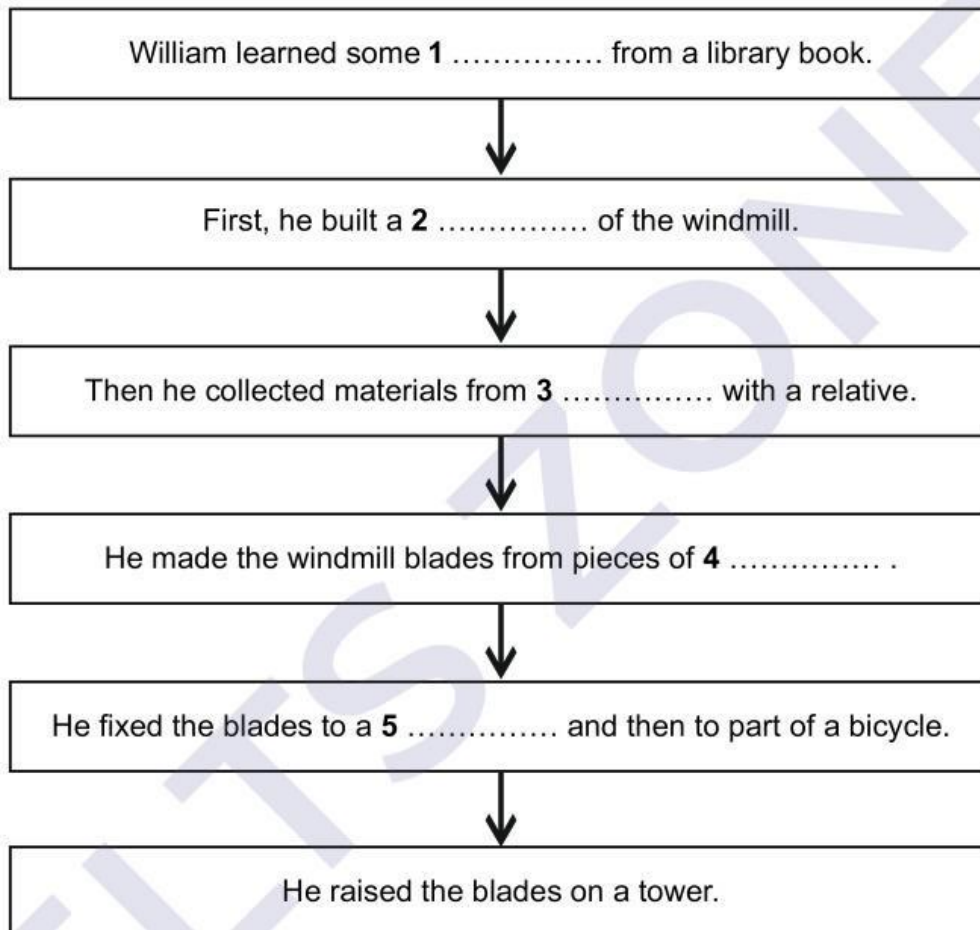 William learned some 1 ............... from a library book.
First, he built a 2 ............... of the windmill.
Then he collected materials from 3 ............... with a relative.
He made the windmill blades from pieces of 4 ............... .
He fixed the blades to a 5 ............... and then to part of a bicycle.
He raised the blades on a tower.
ELTS ZONE